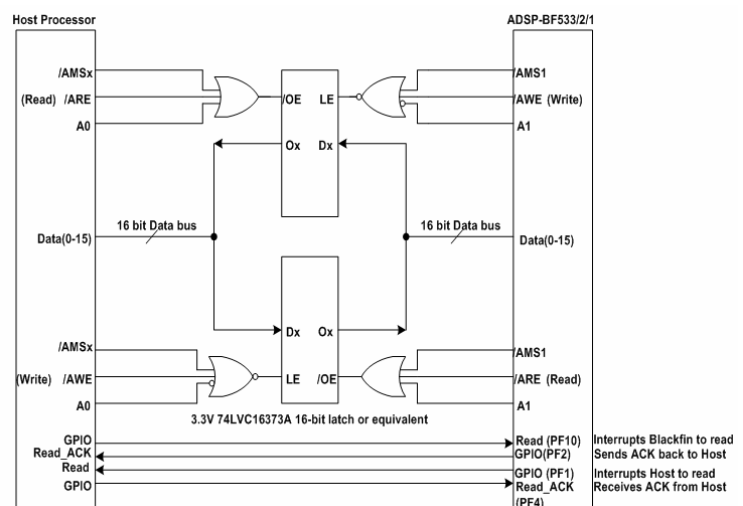 Host Processor
ADSP-BF533/2/1
/AMSx
(Read) /ARE
A0
/OE LE
Ox Dx
/AMS1
/AWE (Write)
A1
16 bit Data bus
Data(0-15)
16 bit Data bus
Data(0-15)
Dx Ox
LE /OE
/AMSx
(Write) /AWE
A0
/AMS1
/ARE (Read)
A1
3.3V 74LVC16373A 16-bit latch or equivalent
GPIO
Read_ACK
Read
GPIO
Read (PF10) Interrupts Blackfin to read
GPIO(PF2) Sends ACK back to Host
GPIO (PF1) Interrupts Host to read
Read_ACK Receives ACK from Host
(PF4)